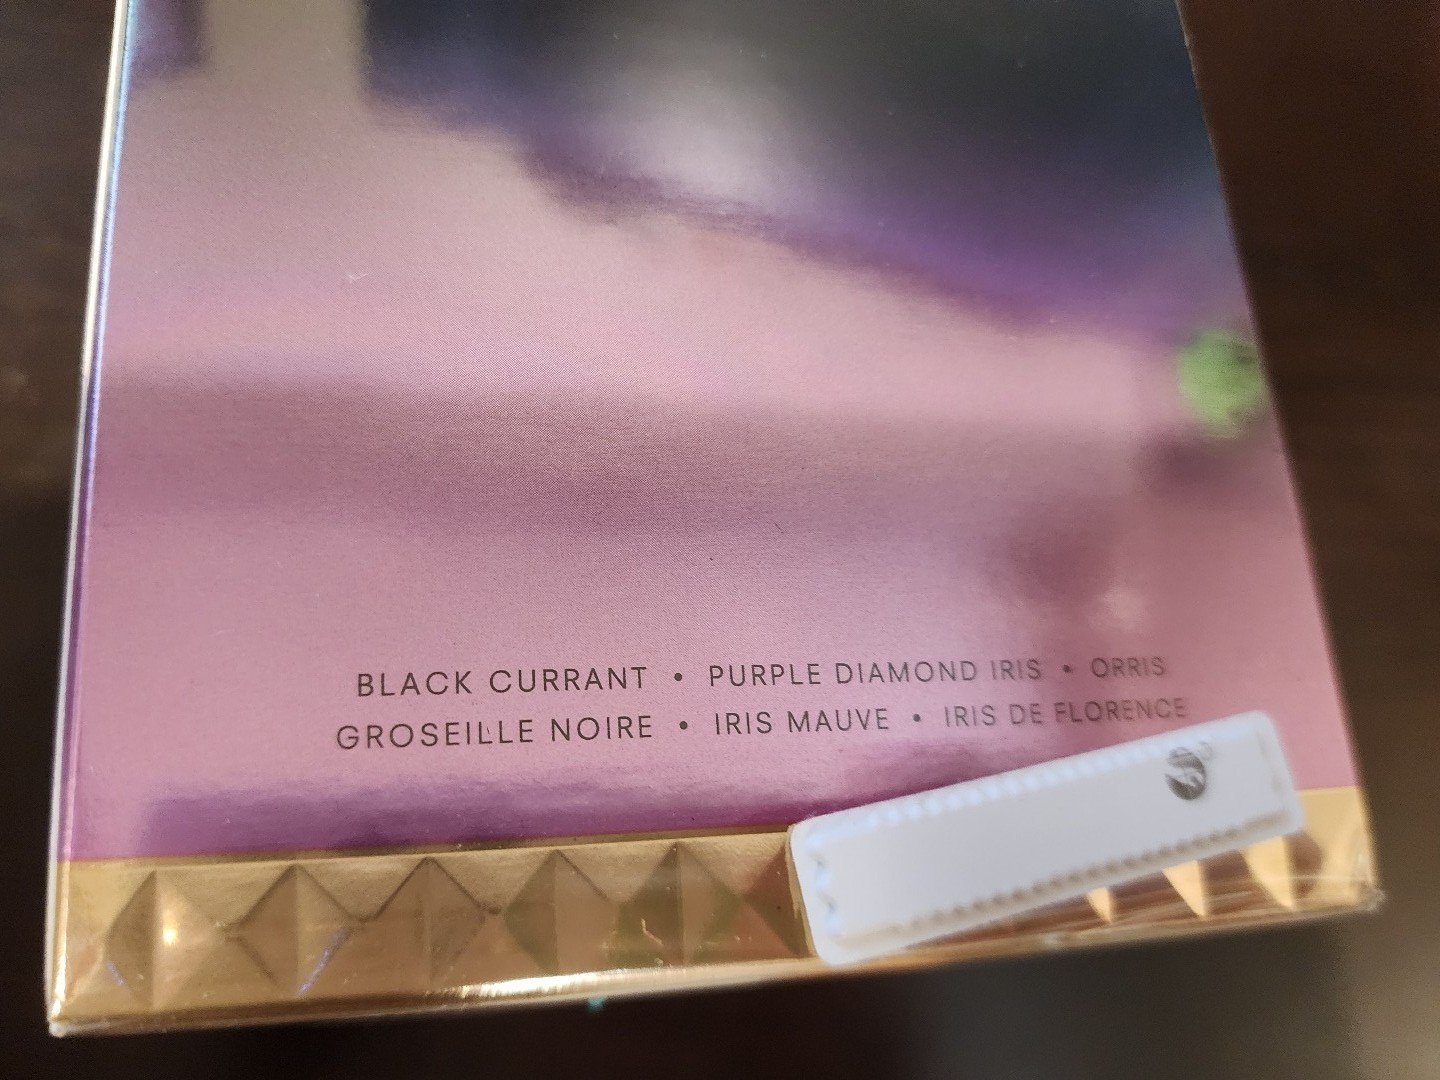 BLACK CURRANT • PURPLE DIAMOND IRIS • ORRIS
GROSEILLE NOIRE • IRIS MAUVE • IRIS DE FLORENCE